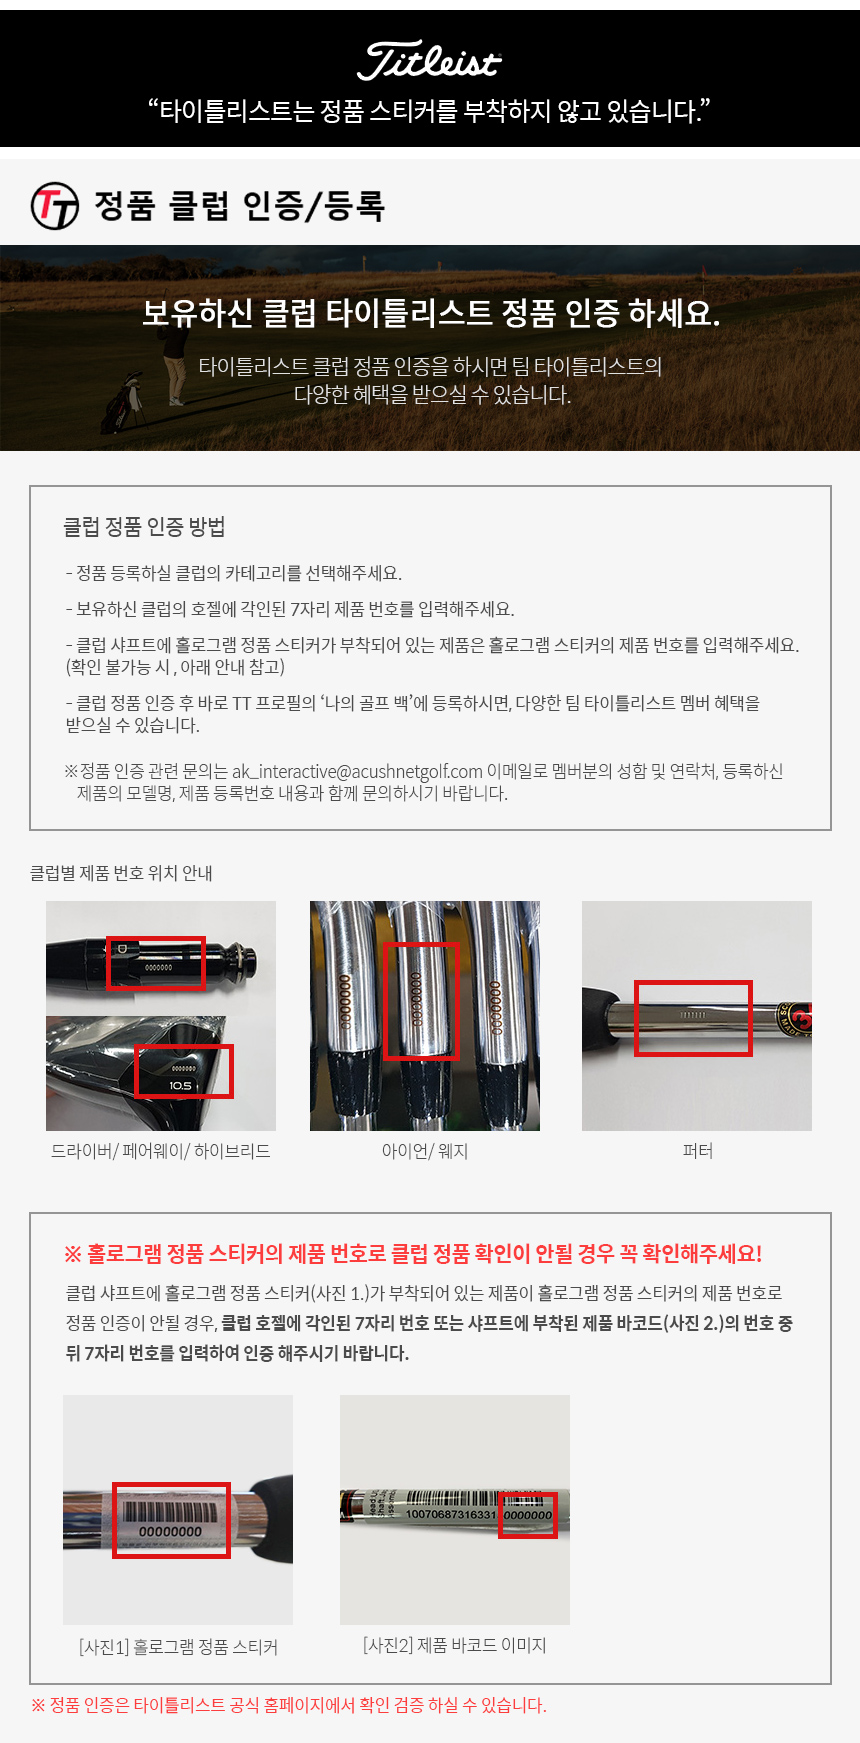 Titleist
“타이틀리스트는 정품 스티커를 부착하지 않고 있습니다.”
TT 정품 클럽 인증/등록
보유하신 클럽 타이틀리스트 정품 인증 하세요.
타이틀리스트 클럽 정품 인증을 하시면 팀 타이틀리스트의
다양한 혜택을 받으실 수 있습니다.
클럽 정품 인증 방법
- 정품 등록하실 클럽의 카테고리를 선택해주세요.
- 보유하신 클럽의 호젤에 각인된 7자리 제품 번호를 입력해주세요.
- 클럽 샤프트에 홀로그램 정품 스티커가 부착되어 있는 제품은 홀로그램 스티커의 제품 번호를 입력해주세요.
(확인 불가능 시 , 아래 안내 참고)
- 클럽 정품 인증 후 바로 TT 프로필의 ‘나의 골프 백’에 등록하시면, 다양한 팀 타이틀리스트 멤버 혜택을
받으실 수 있습니다.
※정품 인증 관련 문의는 ak_interactive@acushnetgolf.com 이메일로 멤버분의 성함 및 연락처, 등록하신
제품의 모델명, 제품 등록번호 내용과 함께 문의하시기 바랍니다.
클럽별 제품 번호 위치 안내
0000000
0000000
10.5
0000000
0000000
0000000
드라이버/ 페어웨이/ 하이브리드
아이언/ 웨지
퍼터
※ 홀로그램 정품 스티커의 제품 번호로 클럽 정품 확인이 안될 경우 꼭 확인해주세요!
클럽 샤프트에 홀로그램 정품 스티커(사진 1.)가 부착되어 있는 제품이 홀로그램 정품 스티커의 제품 번호로
정품 인증이 안될 경우, 클럽 호젤에 각인된 7자리 번호 또는 샤프트에 부착된 제품 바코드(사진 2.)의 번호 중
뒤 7자리 번호를 입력하여 인증 해주시기 바랍니다.
00000000
10070687316331 0000000
[사진1] 홀로그램 정품 스티커
[사진2] 제품 바코드 이미지
※ 정품 인증은 타이틀리스트 공식 홈페이지에서 확인 검증 하실 수 있습니다.